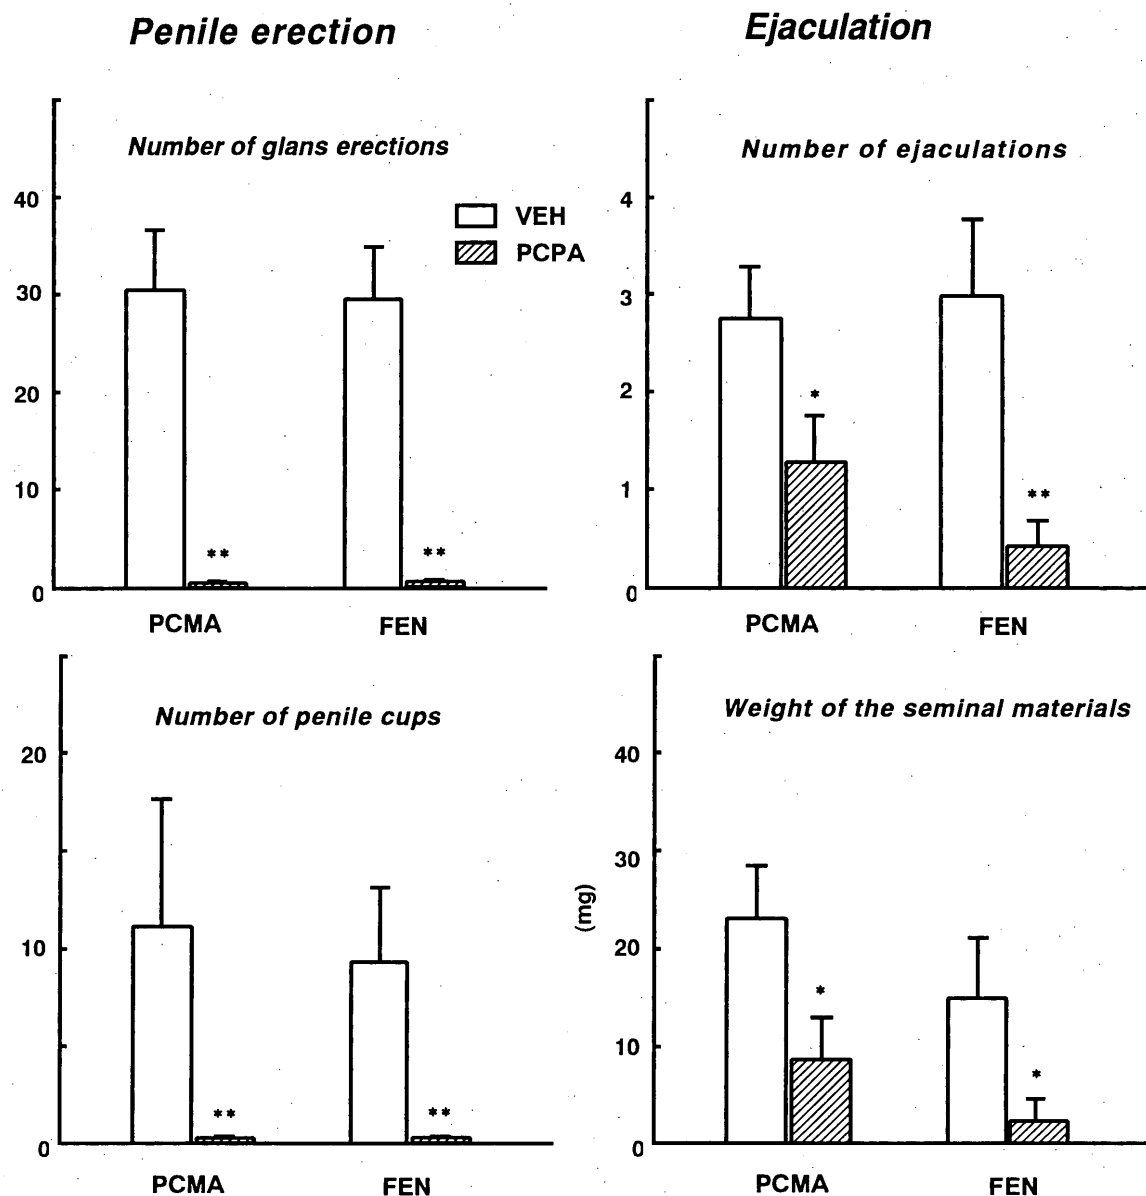 Penile erection
Ejaculation
Number of glans erections
40
30
20
10
0
**
**
PCMA
FEN
VEH
PCPA
Number of ejaculations
4
3
2
1
0
*
**
PCMA
FEN
Number of penile cups
20
10
0
**
**
PCMA
FEN
Weight of the seminal materials
(mg)
40
30
20
10
0
*
*
PCMA
FEN